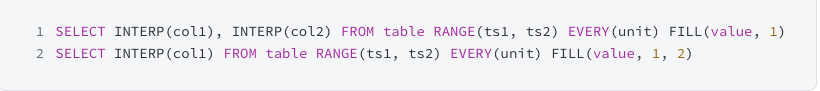 1 SELECT INTERP(col1), INTERP(col2) FROM table RANGE(ts1, ts2) EVERY(unit) FILL(value, 1)
2 SELECT INTERP(col1) FROM table RANGE(ts1, ts2) EVERY(unit) FILL(value, 1, 2)